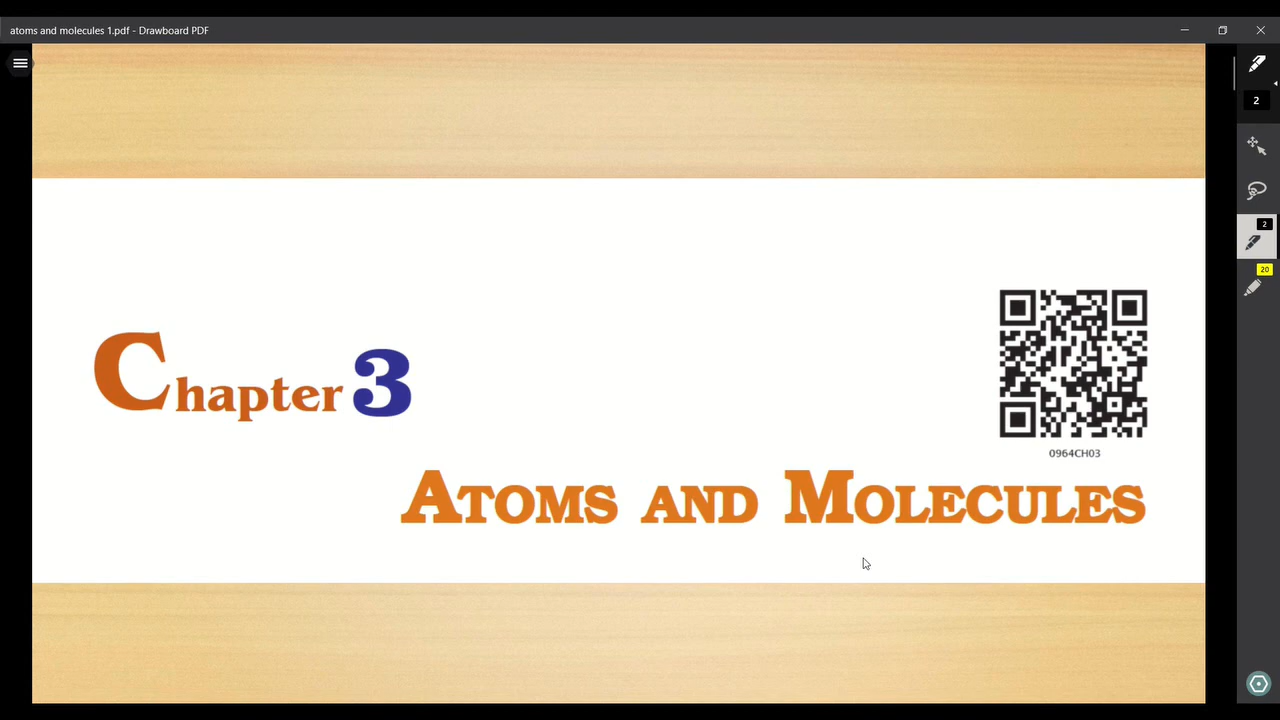 atoms and molecules 1.pdf - Drawboard PDF
2
2
20
Chapter 3
0964CH03
ATOMS AND MOLECULES